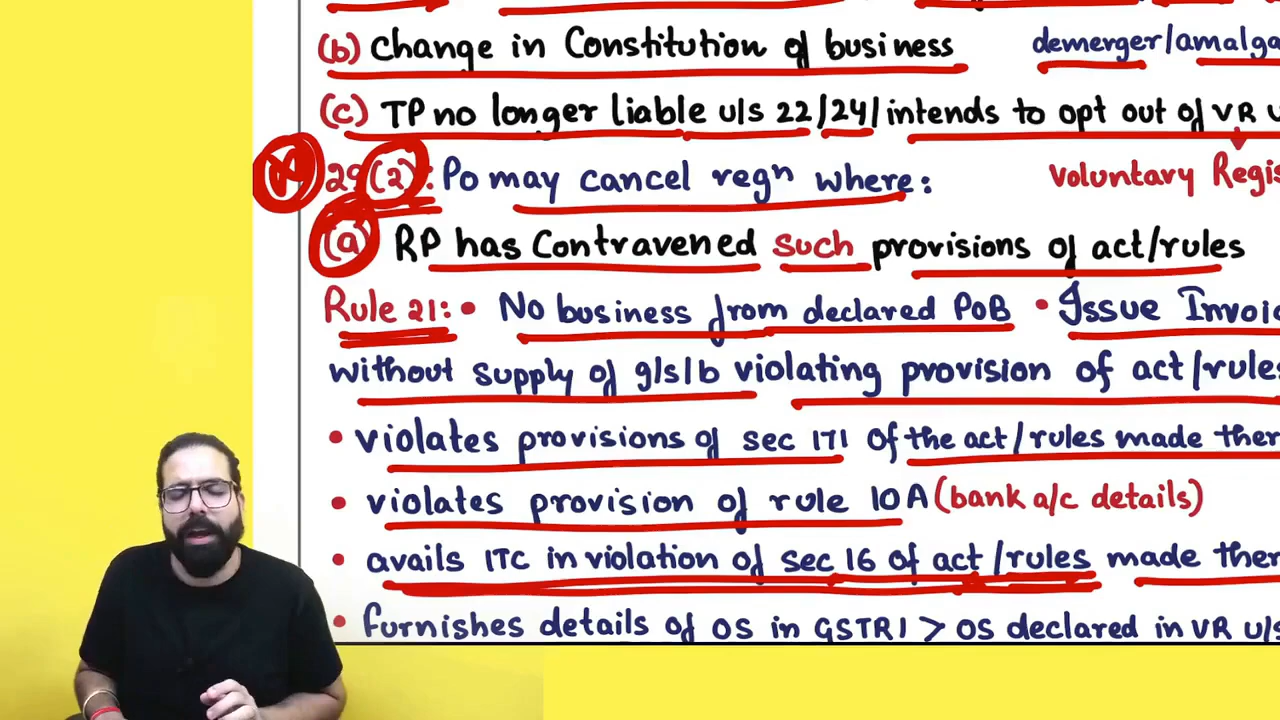 (b) Change in Constitution of business demerger/amalga
(c) TP no longer liable u/s 22/24/intends to opt out of VR u
29(2): Po may cancel regn where: voluntary Regis
(a) RP has Contravened such provisions of act/rules
Rule 21: • No business from declared PoB • Issue Invoic
without supply of g/s/b violating provision of act/rules
• violates provisions of sec 171 of the act/rules made ther
• violates provision of rule 10A (bank a/c details)
• avails ITC in violation of sec 16 of act/rules made ther
• furnishes details of OS in GSTR1 > OS declared in VR u/s